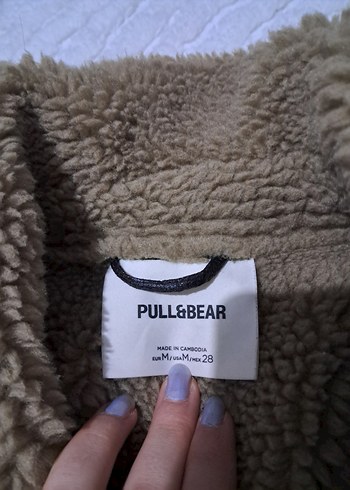 PULL&BEAR
MADE IN CAMBODIA
EUR M / USA M / MEX 28